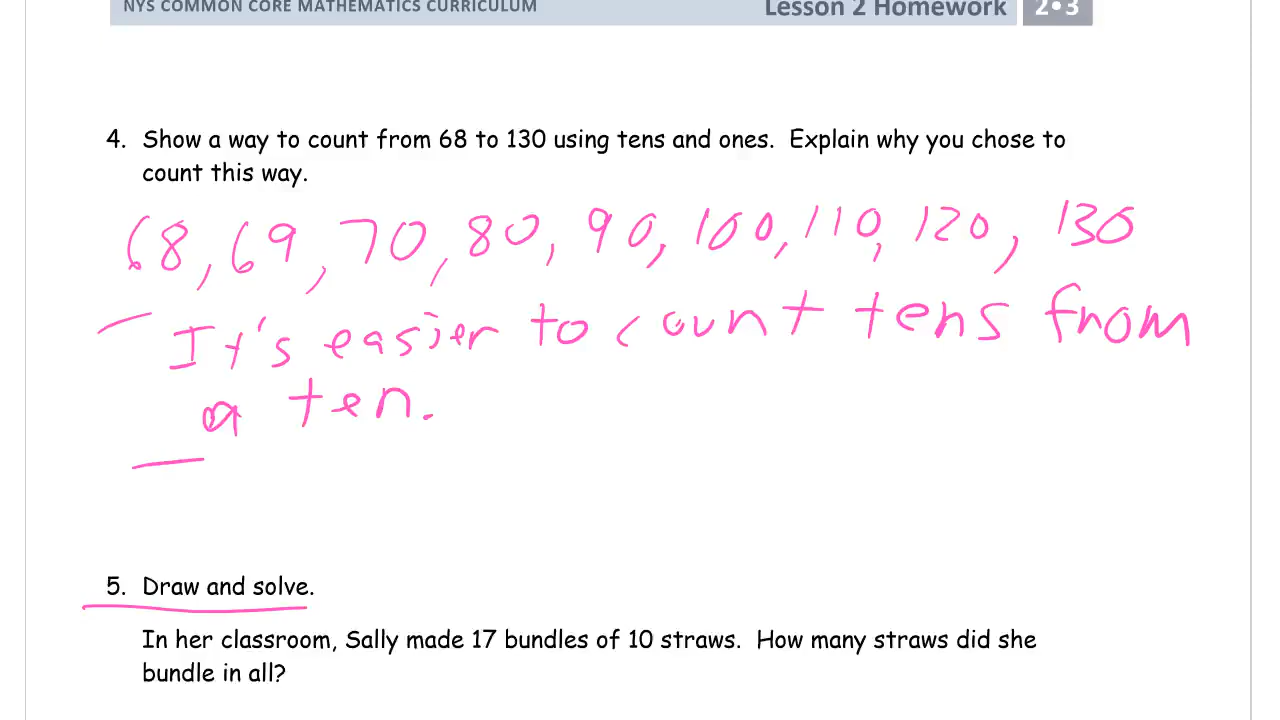 NYS COMMON CORE MATHEMATICS CURRICULUM Lesson 2 Homework 2•3
4. Show a way to count from 68 to 130 using tens and ones. Explain why you chose to
count this way.
68, 69, 70, 80, 90, 100, 110, 120, 130
It's easier to count tens from
a ten.
5. Draw and solve.
In her classroom, Sally made 17 bundles of 10 straws. How many straws did she
bundle in all?